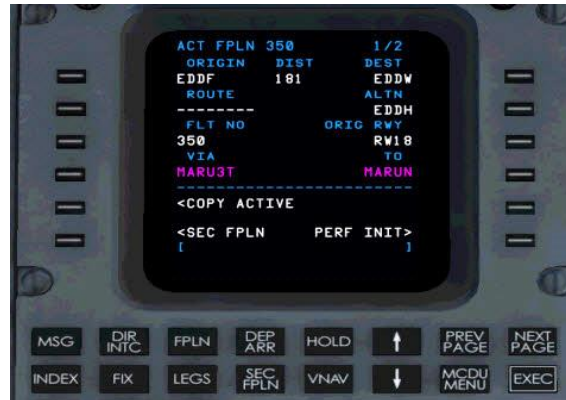 ACT FPLN 350 1/2
ORIGIN DIST DEST
EDDF 181 EDDW
ROUTE ALTN
-------- EDDH
FLT NO ORIG RWY
350 RW18
VIA TO
MARU3T MARUN
------------------------
<COPY ACTIVE
<SEC FPLN PERF INIT>
[ ]
MSG DIR INTC FPLN DEP ARR HOLD ↑ PREV PAGE NEXT PAGE
INDEX FIX LEGS SEC FPLN VNAV ↓ MCDU MENU EXEC